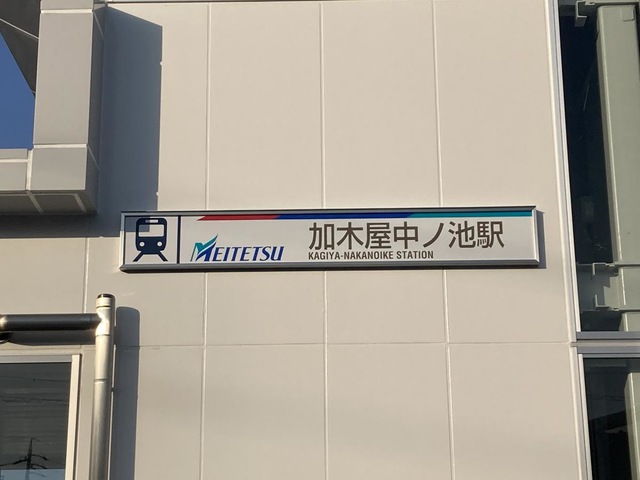 MEITETSU
加木屋中ノ池駅
KAGIYA-NAKANOIKE STATION